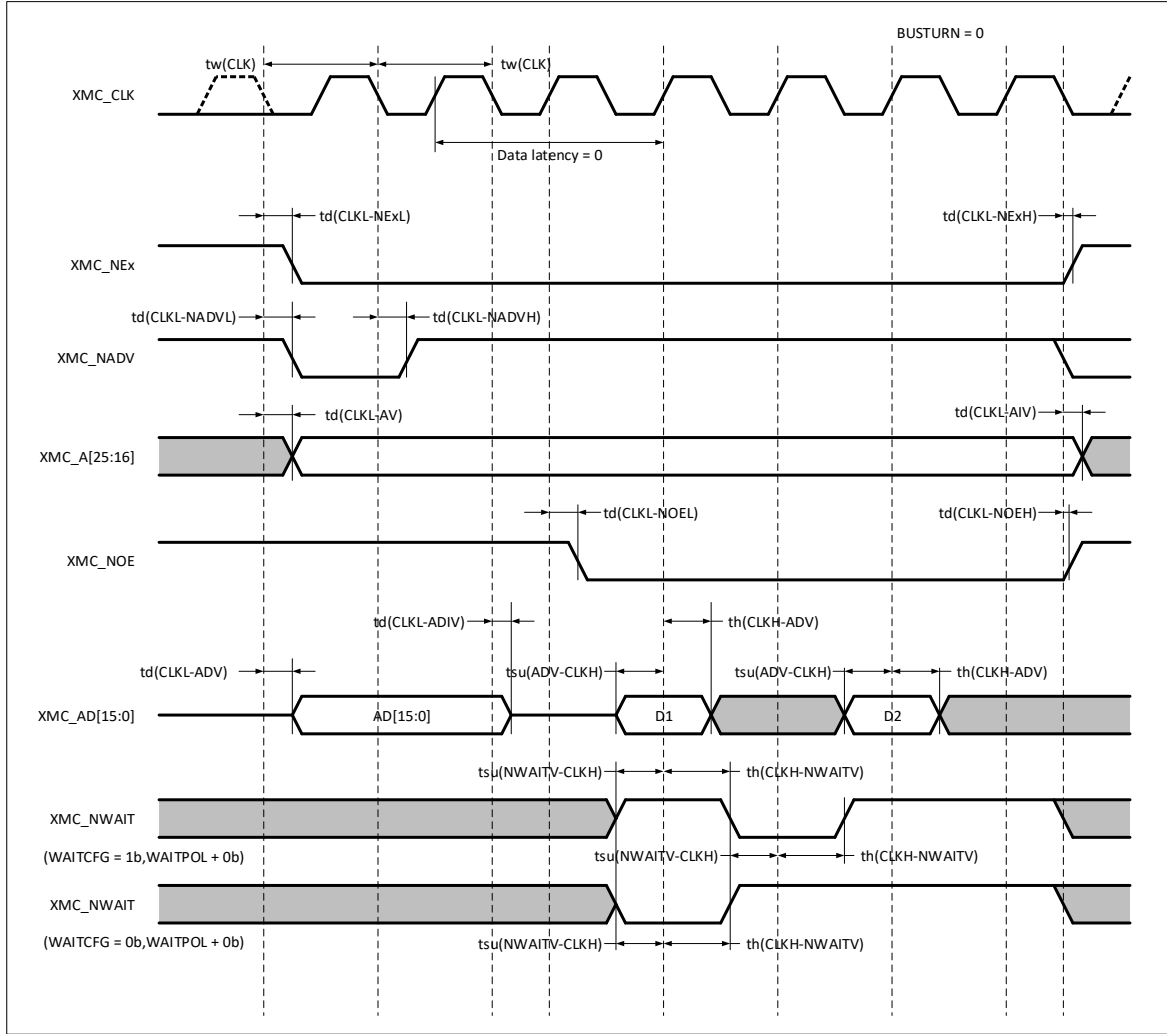 BUSTURN = 0
tw(CLK) tw(CLK)
XMC_CLK
Data latency = 0
td(CLKL-NExL) td(CLKL-NExH)
XMC_NEx
td(CLKL-NADVL) td(CLKL-NADVH)
XMC_NADV
td(CLKL-AV) td(CLKL-AIV)
XMC_A[25:16]
td(CLKL-NOEL) td(CLKL-NOEH)
XMC_NOE
td(CLKL-ADIV) th(CLKH-ADV)
td(CLKL-ADV) tsu(ADV-CLKH) tsu(ADV-CLKH) th(CLKH-ADV)
XMC_AD[15:0] AD[15:0] D1 D2
tsu(NWAITV-CLKH) th(CLKH-NWAITV)
XMC_NWAIT
(WAITCFG = 1b,WAITPOL + 0b) tsu(NWAITV-CLKH) th(CLKH-NWAITV)
XMC_NWAIT
(WAITCFG = 0b,WAITPOL + 0b) tsu(NWAITV-CLKH) th(CLKH-NWAITV)